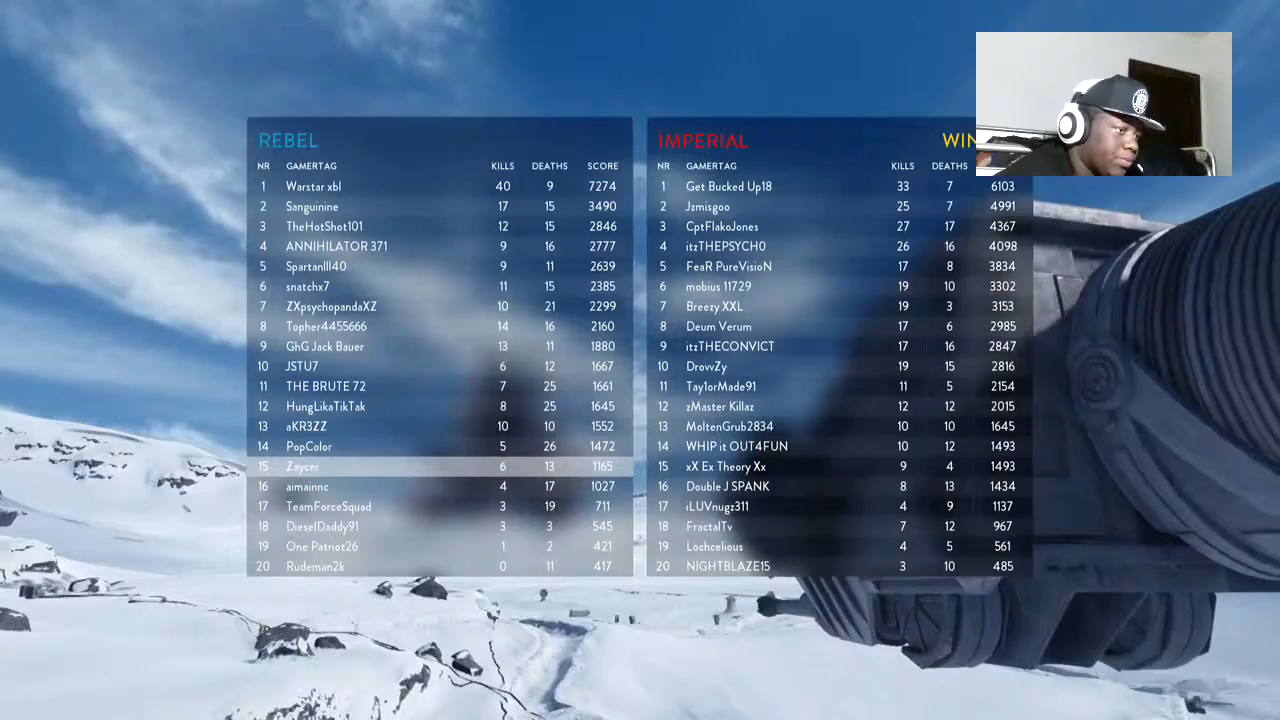 REBEL
NR GAMERTAG KILLS DEATHS SCORE
1 Warstar xbl 40 9 7274
2 Sanguinine 17 15 3490
3 TheHotShot101 12 15 2846
4 ANNIHILATOR 371 9 16 2777
5 SpartanIII40 9 11 2639
6 snatchx7 11 15 2385
7 ZXpsychopandaXZ 10 21 2299
8 Topher4455666 14 16 2160
9 GhG Jack Bauer 13 11 1880
10 JSTU7 6 12 1667
11 THE BRUTE 72 7 25 1661
12 HungLikaTikTak 8 25 1645
13 aKR3ZZ 10 10 1552
14 PopColor 5 26 1472
15 Zaycer 6 13 1165
16 aimainnc 4 17 1027
17 TeamForceSquad 3 19 711
18 DieselDaddy91 3 3 545
19 One Patriot26 1 2 421
20 Rudeman2k 0 11 417
IMPERIAL WIN
NR GAMERTAG KILLS DEATHS
1 Get Bucked Up18 33 7 6103
2 Jzmisgoo 25 7 4991
3 CptFlakoJones 27 17 4367
4 itzTHEPSYCH0 26 16 4098
5 FeaR PureVisioN 17 8 3834
6 mobius 11729 19 10 3302
7 Breezy XXL 19 3 3153
8 Deum Verum 17 6 2985
9 itzTHECONVICT 17 16 2847
10 DrovvZy 19 15 2816
11 Tay1orMade91 11 5 2154
12 zMaster Killaz 12 12 2015
13 MoltenGrub2834 10 10 1645
14 WHIP it OUT4FUN 10 12 1493
15 xX Ex Theory Xx 9 4 1493
16 Double J SPANK 8 13 1434
17 iLUVnugz311 4 9 1137
18 FractalTv 7 12 967
19 Lochcelious 4 5 561
20 NIGHTBLAZE15 3 10 485